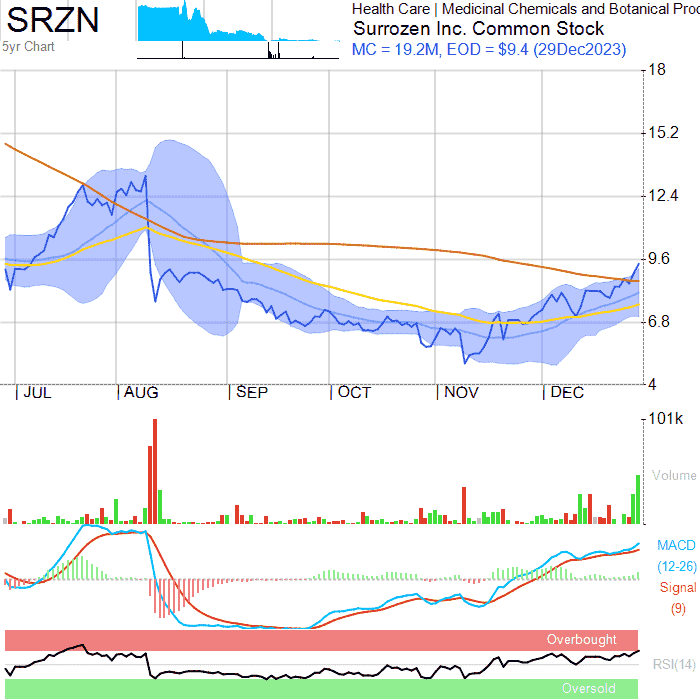 SRZN
5yr Chart
Health Care | Medicinal Chemicals and Botanical Proc
Surrozen Inc. Common Stock
MC = 19.2M, EOD = $9.4 (29Dec2023)
18
15.2
12.4
9.6
6.8
4
|JUL |AUG |SEP |OCT |NOV |DEC
101k
Volume
MACD
(12-26)
Signal
(9)
Overbought
RSI(14)
Oversold